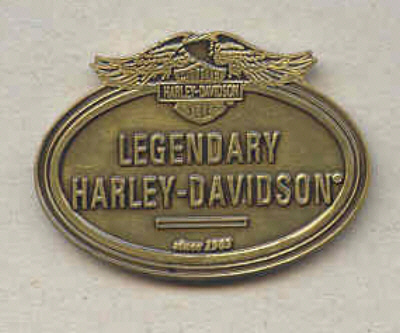 HARLEY-DAVIDSON
LEGENDARY
HARLEY-DAVIDSON®
since 1903